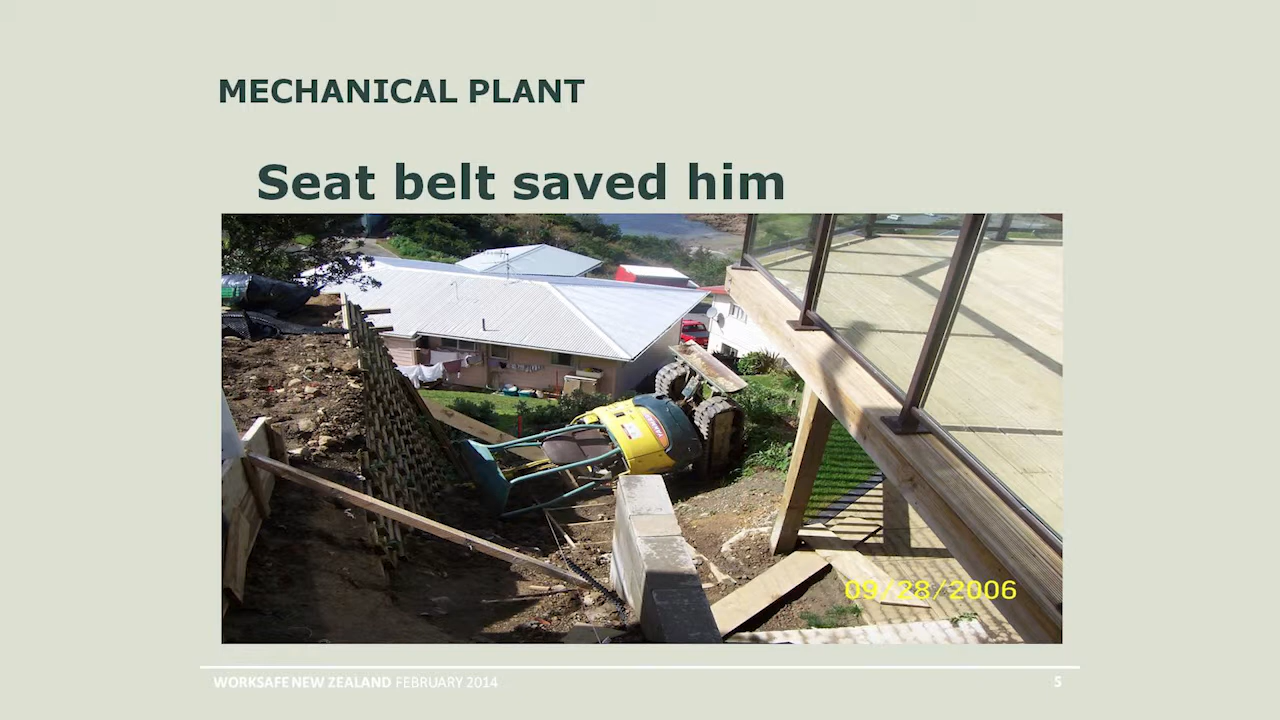 MECHANICAL PLANT
Seat belt saved him
09/28/2006
WORKSAFE NEW ZEALAND FEBRUARY 2014
5